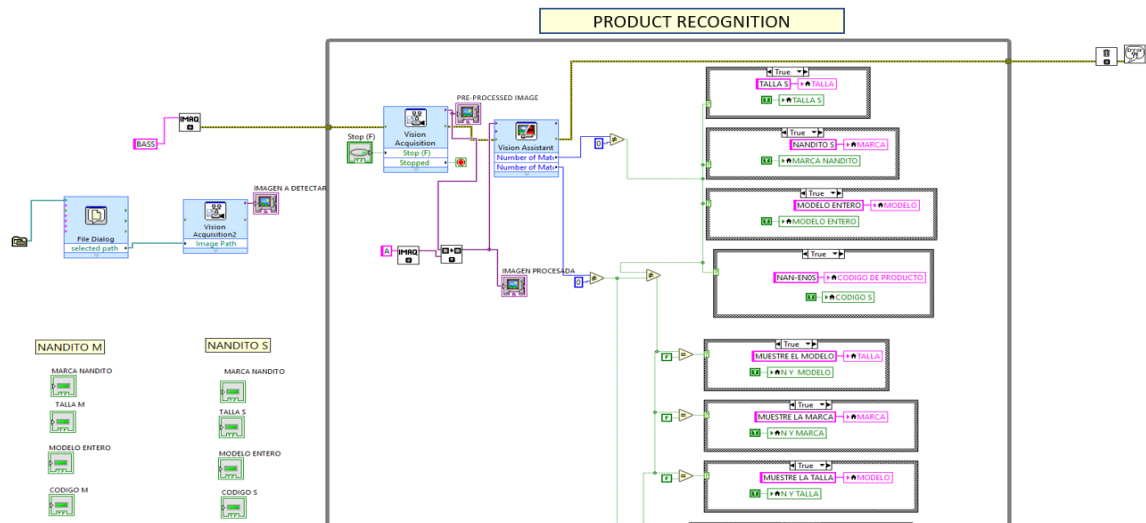 PRODUCT RECOGNITION
BASS
IMAQ
Stop (F)
Vision
Acquisition
Stop (F)
Stopped
PRE-PROCESSED IMAGE
Vision Assistant
Number of Mat
Number of Mat
0
IMAGEN A DETECTAR
File Dialog
selected path
Vision
Acquisition2
Image Path
A
IMAQ
IMAGEN PROCESADA
0
True
TALLA S
TALLA
TALLA S
True
NANDITO S
MARCA
MARCA NANDITO
True
MODELO ENTERO
MODELO
MODELO ENTERO
True
NAN-EN0S
CODIGO DE PRODUCTO
CODIGO S
F
True
MUESTRE EL MODELO
TALLA
N Y MODELO
F
True
MUESTRE LA MARCA
MARCA
N Y MARCA
F
True
MUESTRE LA TALLA
MODELO
N Y TALLA
NANDITO M
MARCA NANDITO
TALLA M
MODELO ENTERO
CODIGO M
NANDITO S
MARCA NANDITO
TALLA S
MODELO ENTERO
CODIGO S